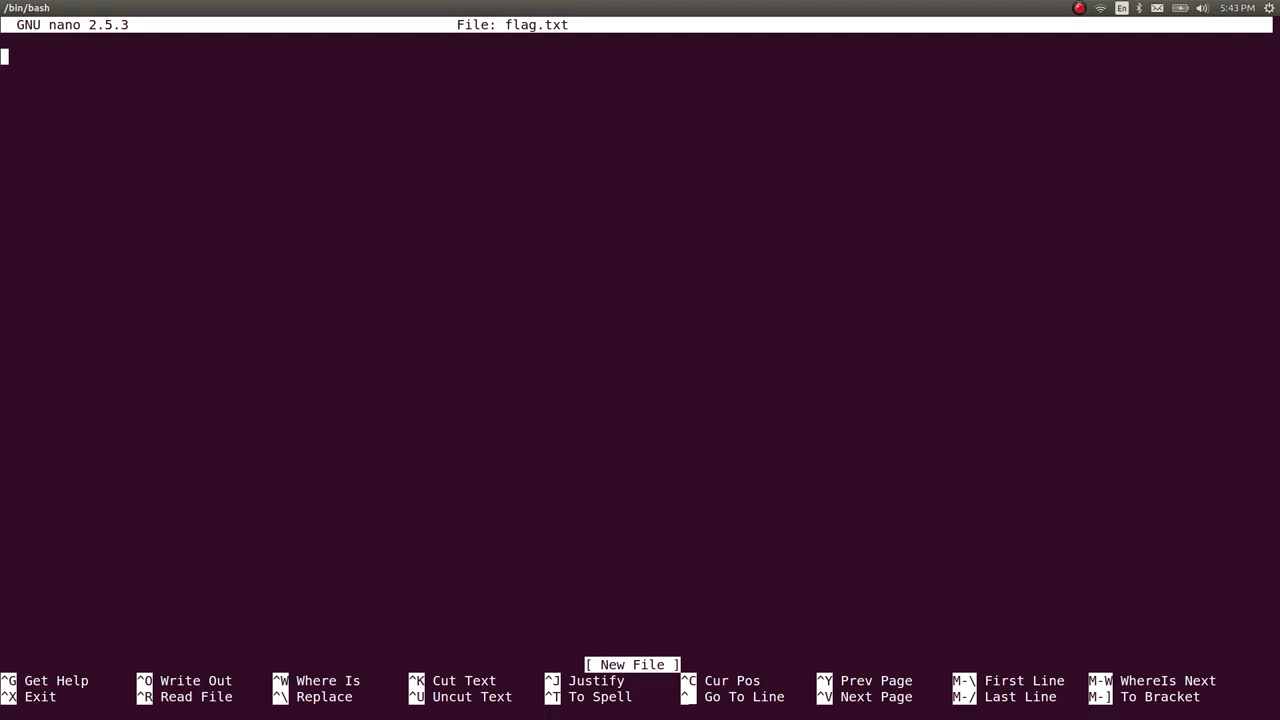 /bin/bash
En
5:43 PM
GNU nano 2.5.3 File: flag.txt
[ New File ]
^G Get Help ^O Write Out ^W Where Is ^K Cut Text ^J Justify ^C Cur Pos ^Y Prev Page M-\ First Line M-W WhereIs Next
^X Exit ^R Read File ^\ Replace ^U Uncut Text ^T To Spell ^_ Go To Line ^V Next Page M-/ Last Line M-] To Bracket